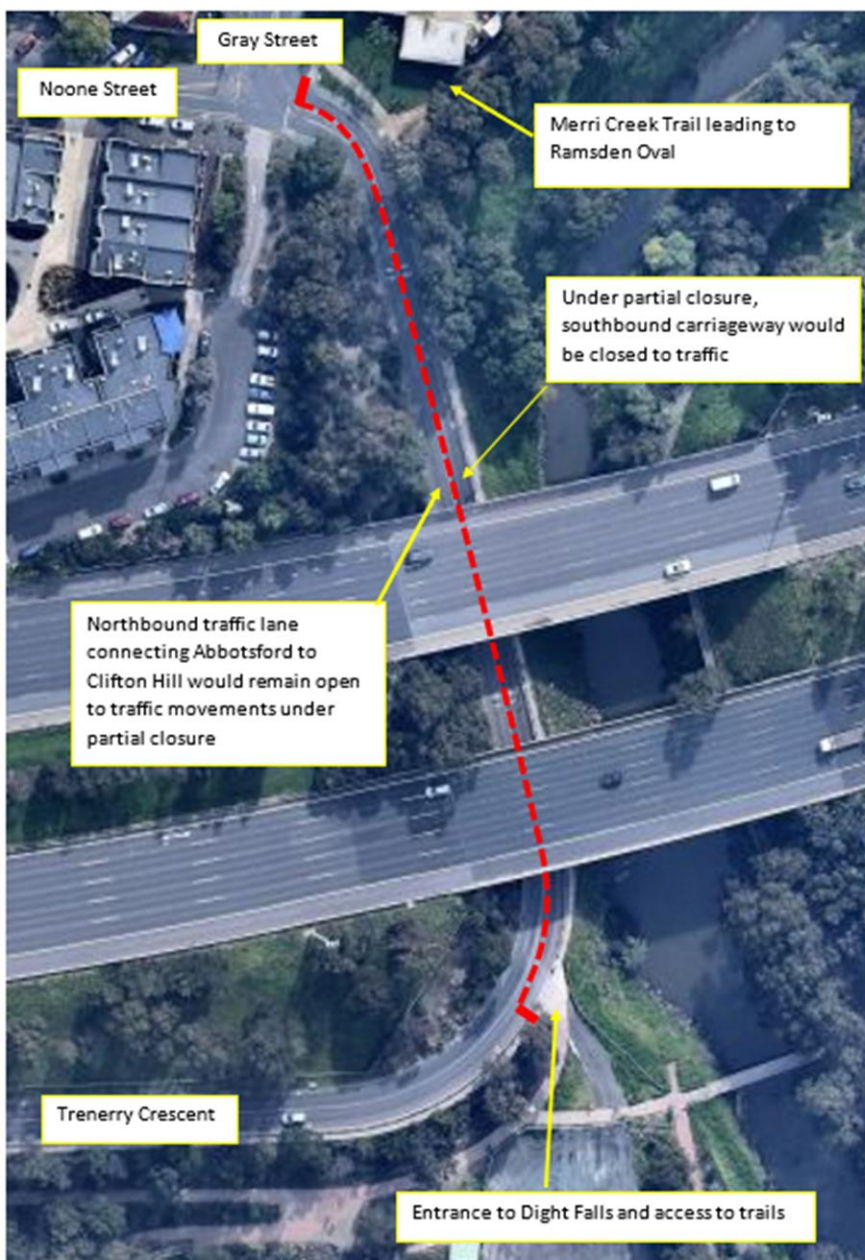 Gray Street
Noone Street
Merri Creek Trail leading to
Ramsden Oval
Under partial closure,
southbound carriageway would
be closed to traffic
Northbound traffic lane
connecting Abbotsford to
Clifton Hill would remain open
to traffic movements under
partial closure
Trenerry Crescent
Entrance to Dight Falls and access to trails